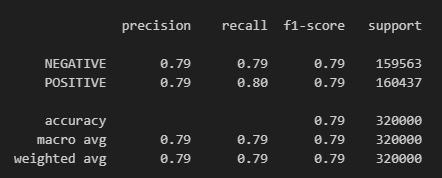 precision recall f1-score support
NEGATIVE 0.79 0.79 0.79 159563
POSITIVE 0.79 0.80 0.79 160437
accuracy 0.79 320000
macro avg 0.79 0.79 0.79 320000
weighted avg 0.79 0.79 0.79 320000